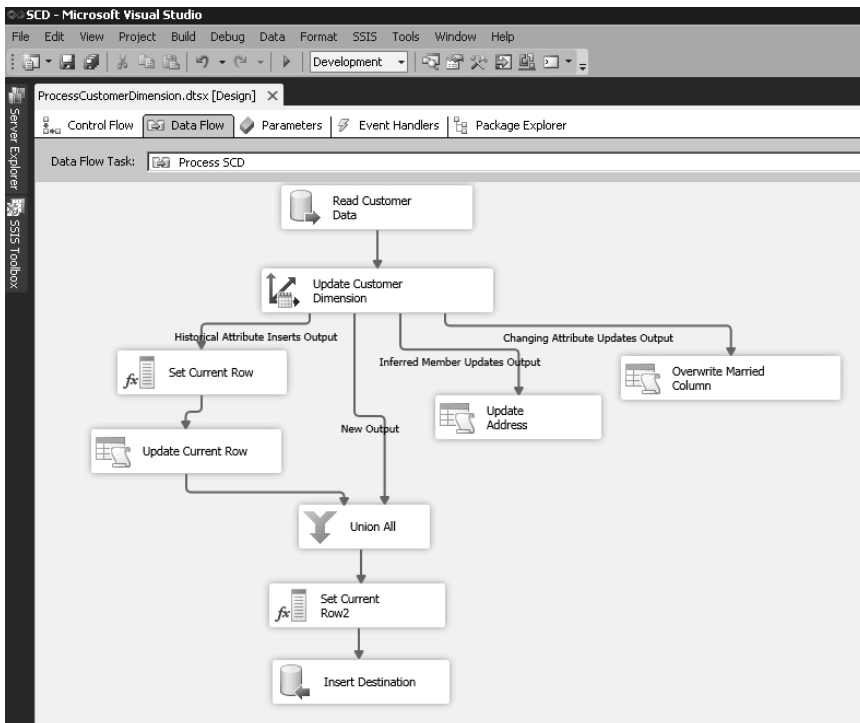 SCD - Microsoft Visual Studio
File Edit View Project Build Debug Data Format SSIS Tools Window Help
Development
Server Explorer
SSIS Toolbox
ProcessCustomerDimension.dtsx [Design]
Control Flow Data Flow Parameters Event Handlers Package Explorer
Data Flow Task: Process SCD
Read Customer
Data
Update Customer
Dimension
Historical Attribute Inserts Output
Changing Attribute Updates Output
Inferred Member Updates Output
fx
Set Current Row
Overwrite Married
Column
Update
Address
New Output
Update Current Row
Union All
fx
Set Current
Row2
Insert Destination